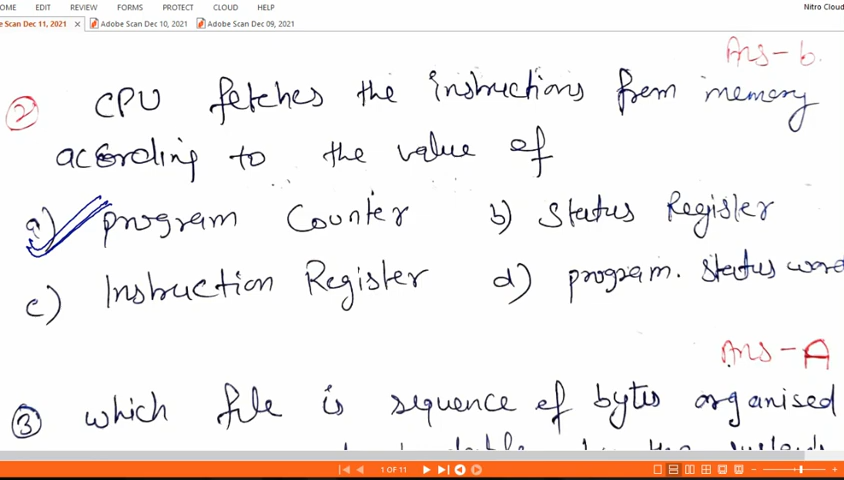 OME EDIT REVIEW FORMS PROTECT CLOUD HELP Nitro Cloud
e Scan Dec 11, 2021 × Adobe Scan Dec 10, 2021 Adobe Scan Dec 09, 2021
Ans - b.
② CPU fetches the instructions from memory
according to the value of
a) program Counter b) Status Register
c) Instruction Register d) program. status word
Ans - A
③ which file is sequence of bytes organised
1 OF 11